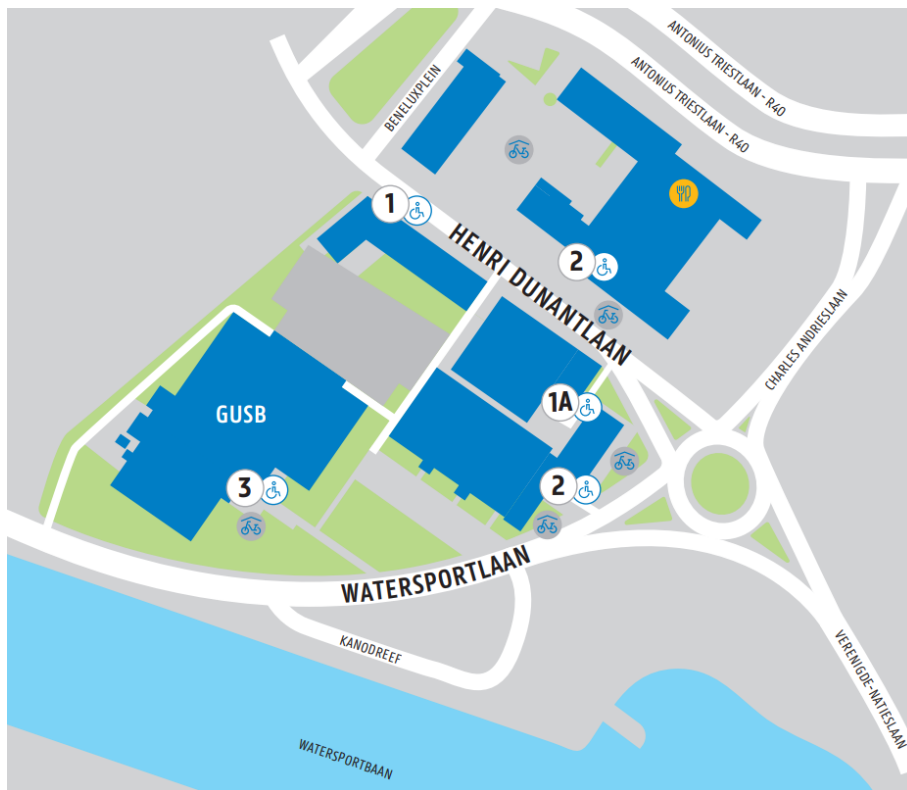 ANTONIUS TRIESTLAAN - R40
ANTONIUS TRIESTLAAN - R40
BENELUXPLEIN
1
HENRI DUNANTLAAN
2
CHARLES ANDRIESLAAN
1A
GUSB
3
2
WATERSPORTLAAN
KANODREEF
VERENIGDE-NATIESLAAN
WATERSPORTBAAN